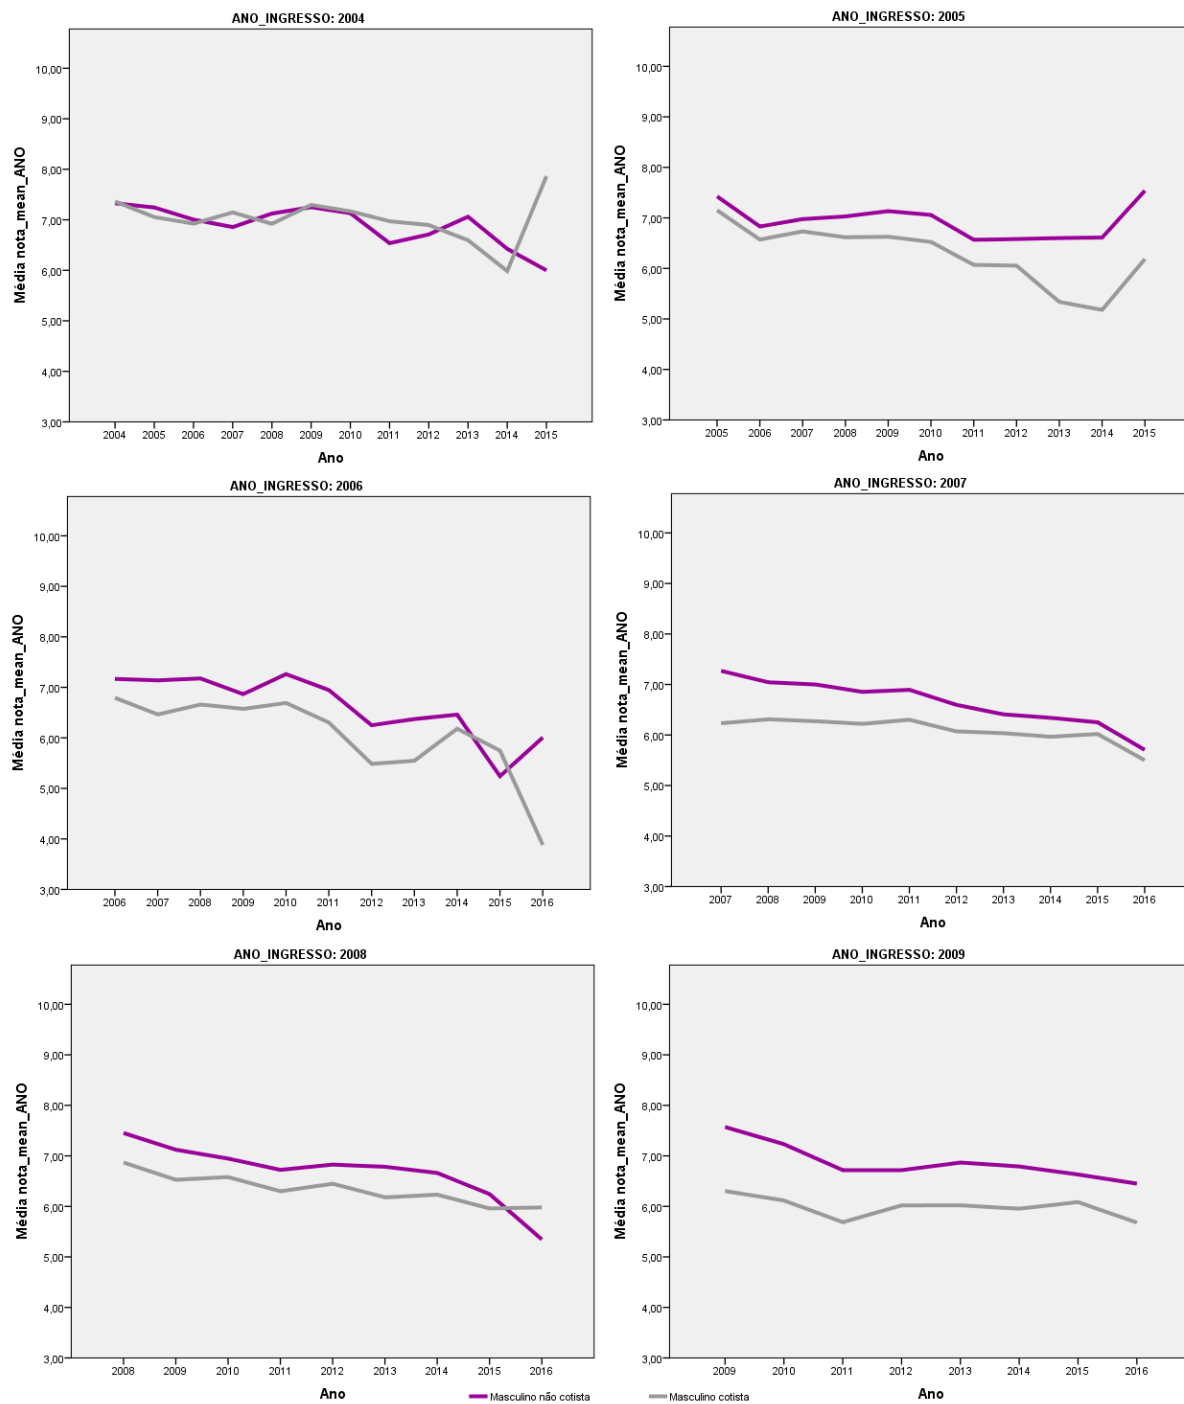 ANO_INGRESSO: 2004
Média nota_mean_ANO
10,00
9,00
8,00
7,00
6,00
5,00
4,00
3,00
2004 2005 2006 2007 2008 2009 2010 2011 2012 2013 2014 2015
Ano
ANO_INGRESSO: 2005
Média nota_mean_ANO
10,00
9,00
8,00
7,00
6,00
5,00
4,00
3,00
2005 2006 2007 2008 2009 2010 2011 2012 2013 2014 2015
Ano
ANO_INGRESSO: 2006
Média nota_mean_ANO
10,00
9,00
8,00
7,00
6,00
5,00
4,00
3,00
2006 2007 2008 2009 2010 2011 2012 2013 2014 2015 2016
Ano
ANO_INGRESSO: 2007
Média nota_mean_ANO
10,00
9,00
8,00
7,00
6,00
5,00
4,00
3,00
2007 2008 2009 2010 2011 2012 2013 2014 2015 2016
Ano
ANO_INGRESSO: 2008
Média nota_mean_ANO
10,00
9,00
8,00
7,00
6,00
5,00
4,00
3,00
2008 2009 2010 2011 2012 2013 2014 2015 2016
Ano
ANO_INGRESSO: 2009
Média nota_mean_ANO
10,00
9,00
8,00
7,00
6,00
5,00
4,00
3,00
2009 2010 2011 2012 2013 2014 2015 2016
Ano
Masculino não cotista
Masculino cotista